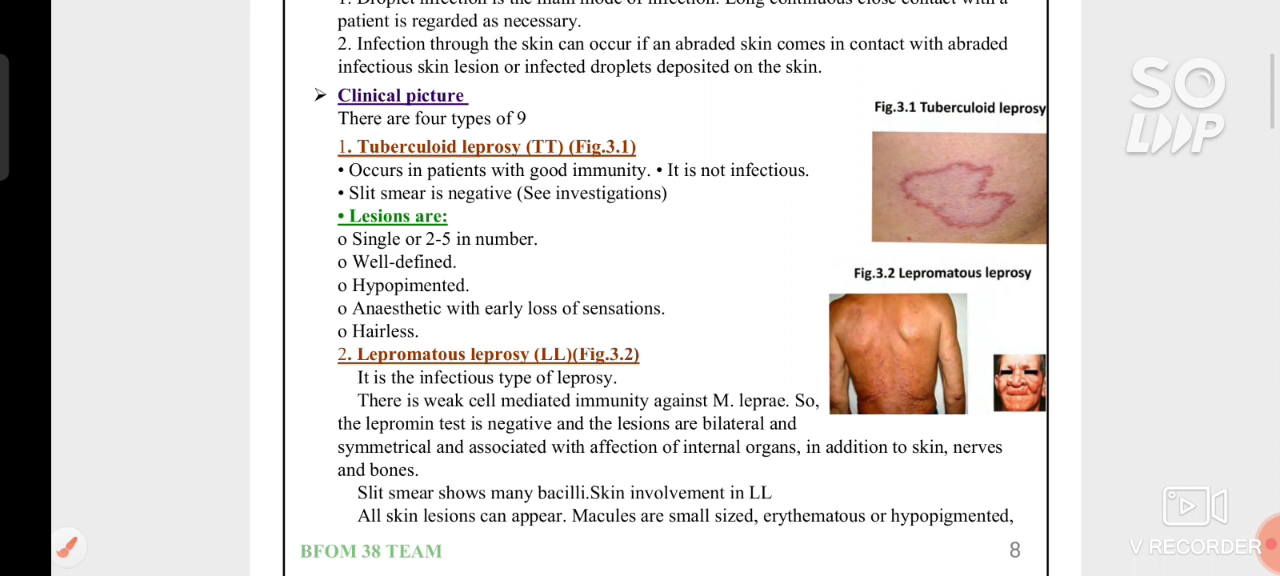 patient is regarded as necessary.
2. Infection through the skin can occur if an abraded skin comes in contact with abraded
infectious skin lesion or infected droplets deposited on the skin.
➢ Clinical picture
There are four types of 9
1. Tuberculoid leprosy (TT) (Fig.3.1)
• Occurs in patients with good immunity. • It is not infectious.
• Slit smear is negative (See investigations)
• Lesions are:
o Single or 2-5 in number.
o Well-defined.
o Hypopimented.
o Anaesthetic with early loss of sensations.
o Hairless.
2. Lepromatous leprosy (LL)(Fig.3.2)
It is the infectious type of leprosy.
There is weak cell mediated immunity against M. leprae. So,
the lepromin test is negative and the lesions are bilateral and
symmetrical and associated with affection of internal organs, in addition to skin, nerves
and bones.
Slit smear shows many bacilli.Skin involvement in LL
All skin lesions can appear. Macules are small sized, erythematous or hypopigmented,
Fig.3.1 Tuberculoid leprosy
Fig.3.2 Lepromatous leprosy
BFOM 38 TEAM
8
SO
LOOP
V RECORDER